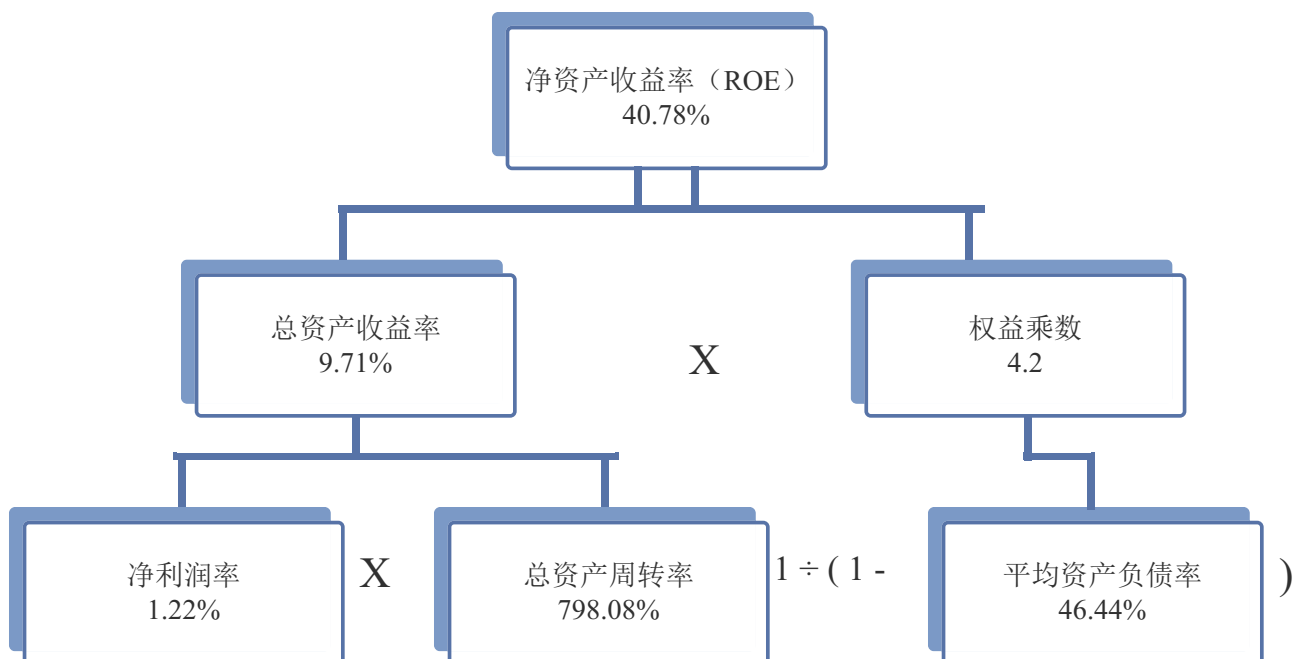 净资产收益率（ROE）
40.78%
总资产收益率
9.71%
X
权益乘数
4.2
净利润率
1.22%
X
总资产周转率
798.08%
1 ÷ ( 1 -
平均资产负债率
46.44%
)